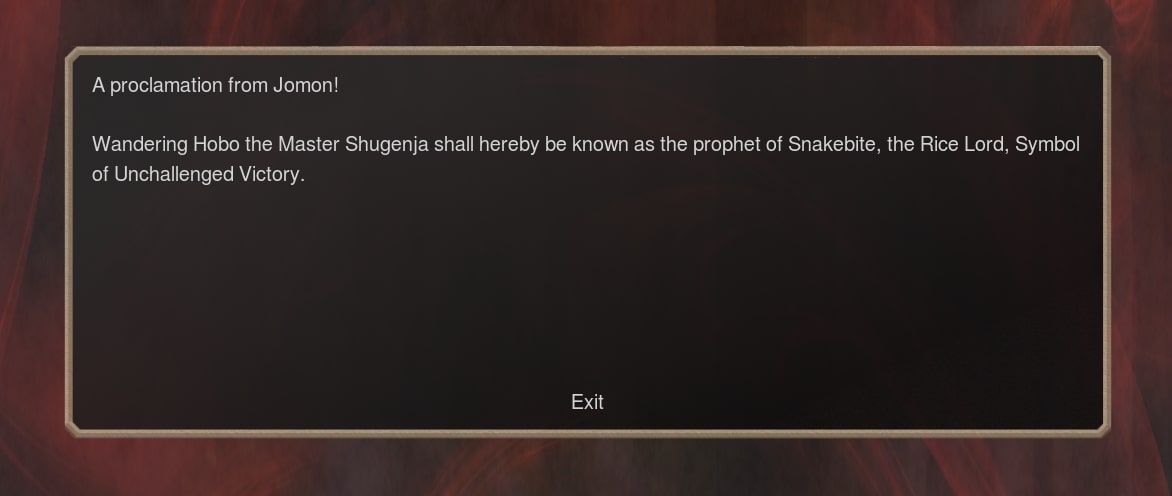 A proclamation from Jomon!
Wandering Hobo the Master Shugenja shall hereby be known as the prophet of Snakebite, the Rice Lord, Symbol
of Unchallenged Victory.
Exit